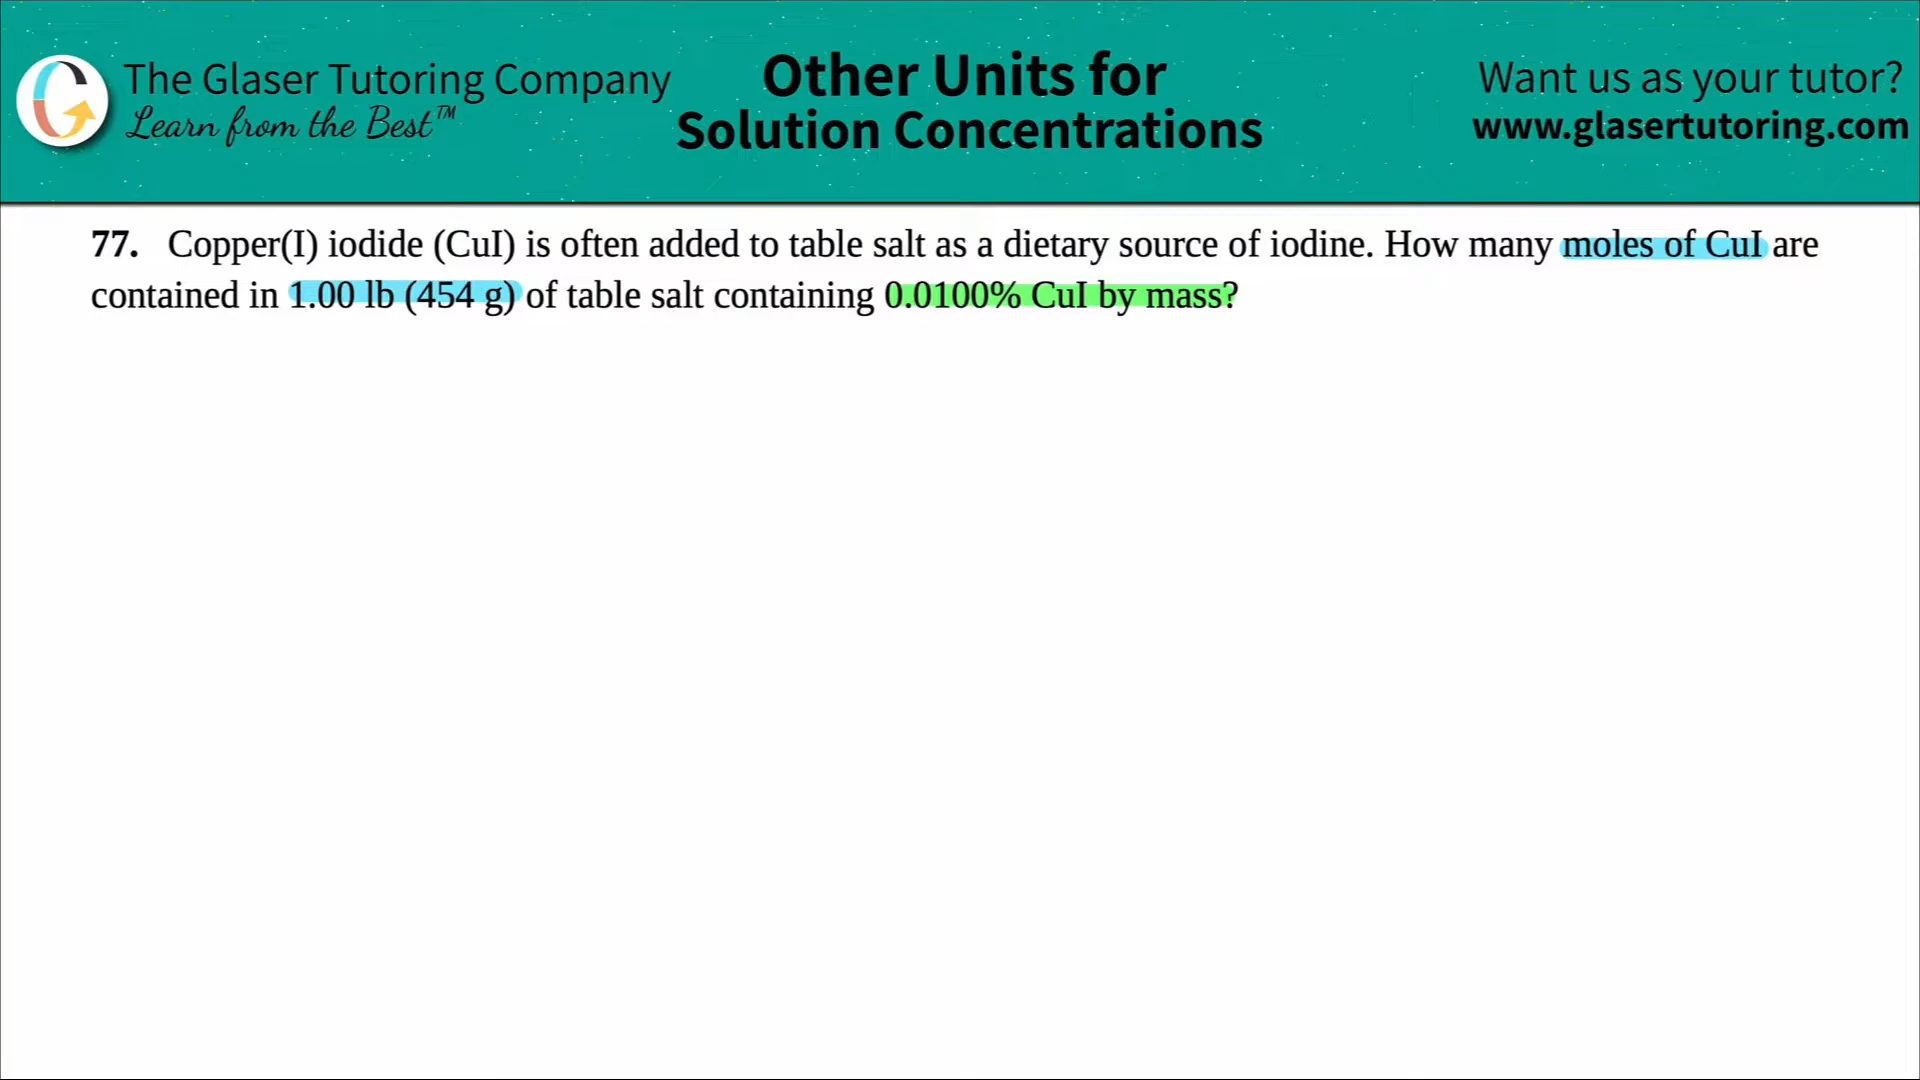 The Glaser Tutoring Company
Learn from the Best™
Other Units for
Solution Concentrations
Want us as your tutor?
www.glasertutoring.com
77. Copper(I) iodide (CuI) is often added to table salt as a dietary source of iodine. How many moles of CuI are
contained in 1.00 lb (454 g) of table salt containing 0.0100% CuI by mass?